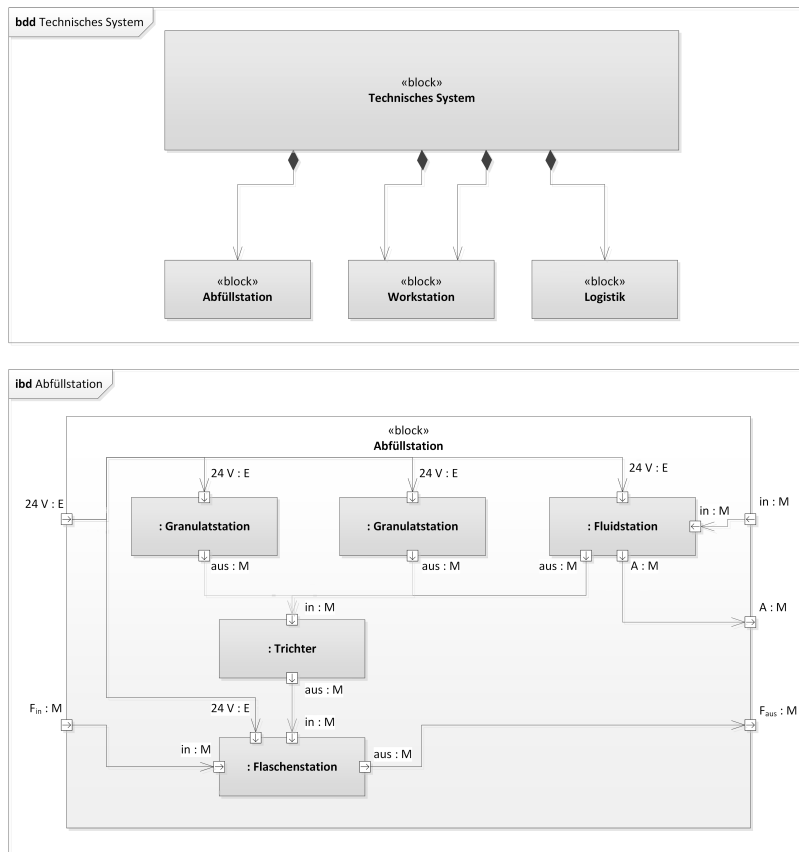 bdd Technisches System
«block»
Technisches System
«block»
Abfüllstation
«block»
Workstation
«block»
Logistik
ibd Abfüllstation
«block»
Abfüllstation
24 V : E
24 V : E
24 V : E
24 V : E
in : M
in : M
: Granulatstation
: Granulatstation
: Fluidstation
aus : M
aus : M
aus : M
A : M
in : M
A : M
: Trichter
aus : M
Fin : M
24 V : E
in : M
Faus : M
in : M
aus : M
: Flaschenstation